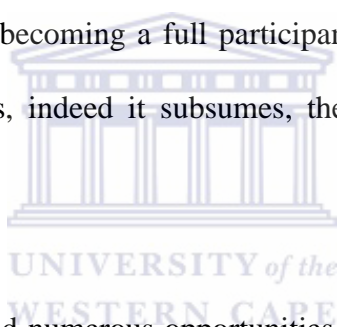 becoming a full participan
s, indeed it subsumes, the
UNIVERSITY of the
WESTERN CAPE
d numerous opportunities